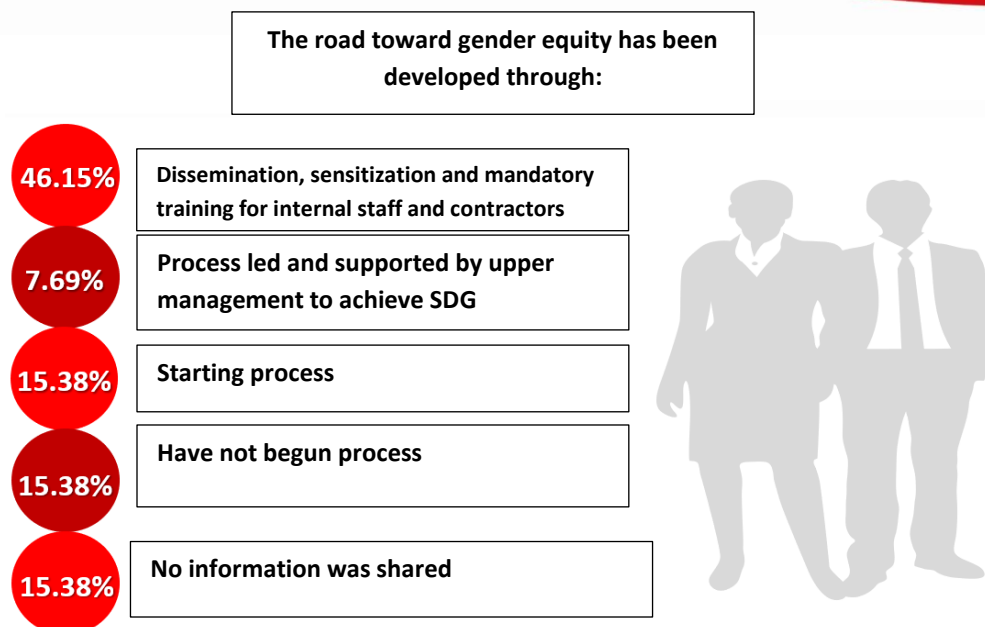 The road toward gender equity has been
developed through:
46.15%
Dissemination, sensitization and mandatory
training for internal staff and contractors
7.69%
Process led and supported by upper
management to achieve SDG
15.38%
Starting process
15.38%
Have not begun process
15.38%
No information was shared